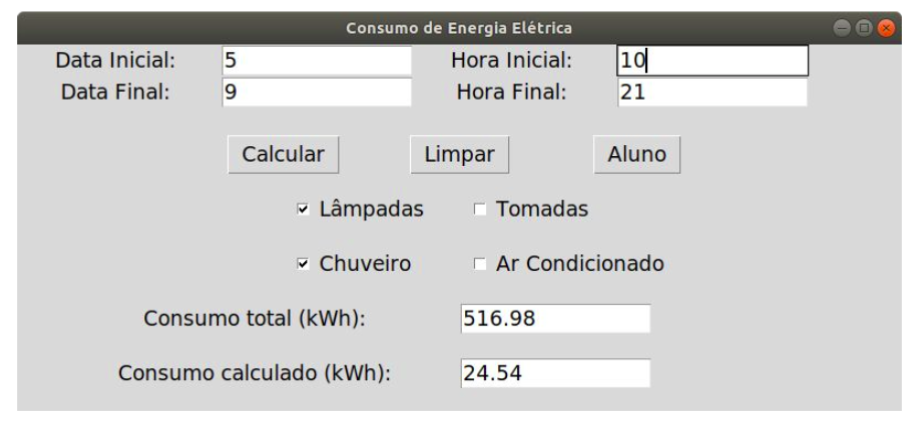 Consumo de Energia Elétrica
Data Inicial: 5 Hora Inicial: 10
Data Final: 9 Hora Final: 21
Calcular Limpar Aluno
Lâmpadas Tomadas
Chuveiro Ar Condicionado
Consumo total (kWh): 516.98
Consumo calculado (kWh): 24.54